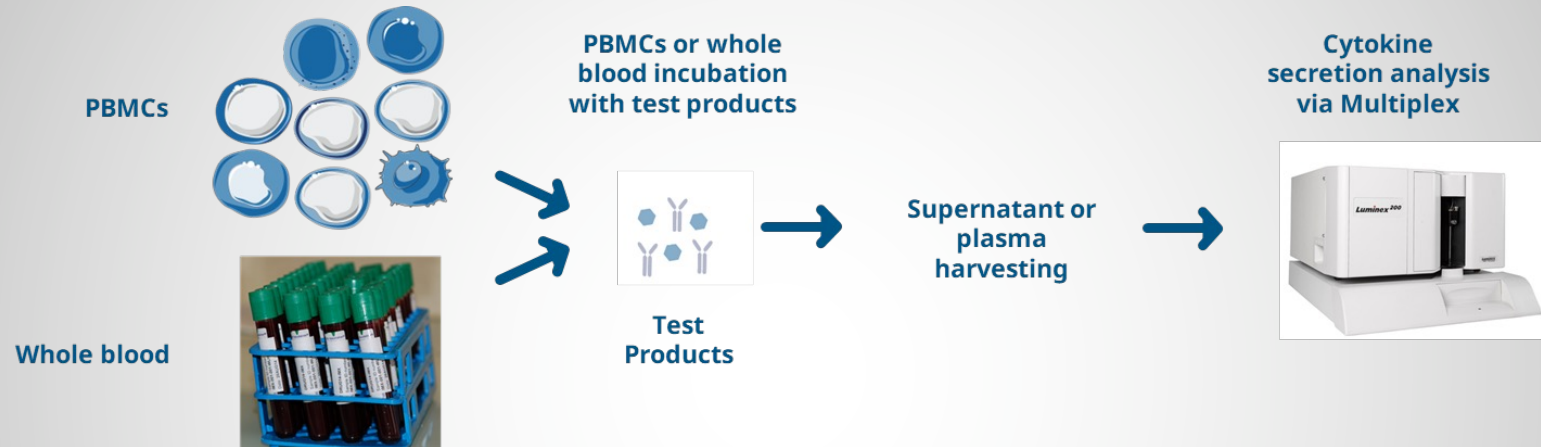 PBMCs
Whole blood
PBMCs or whole
blood incubation
with test products
Test
Products
Supernatant or
plasma
harvesting
Cytokine
secretion analysis
via Multiplex
Luminex 200